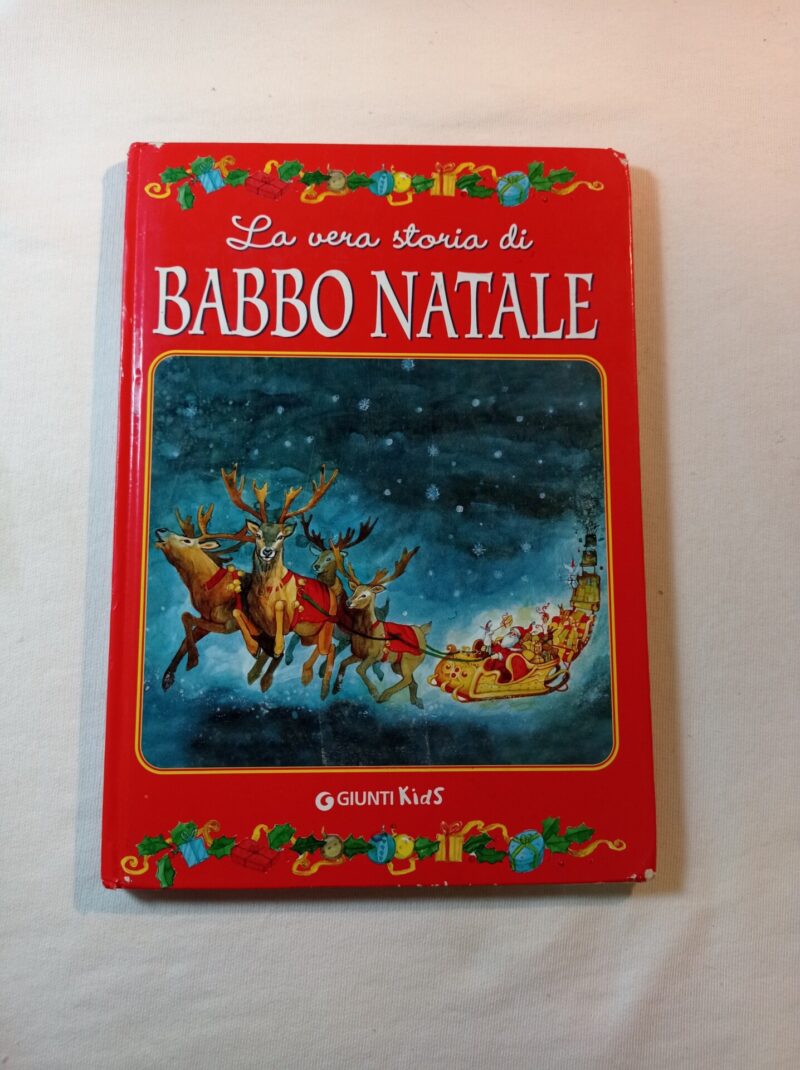 La vera storia di
BABBO NATALE
GIUNTI KidS